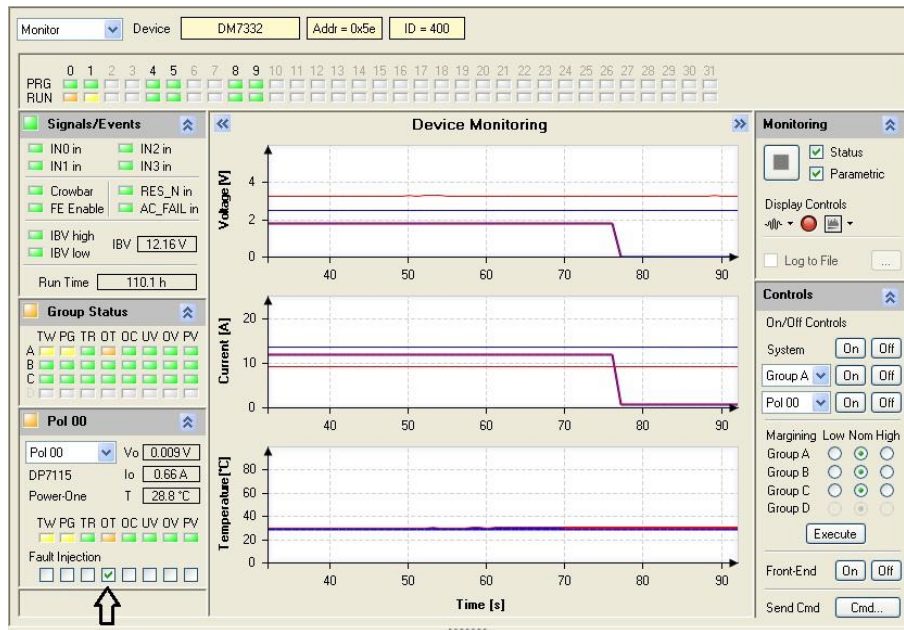 Monitor Device DM7332 Addr = 0x5e ID = 400
0 1 2 3 4 5 6 7 8 9 10 11 12 13 14 15 16 17 18 19 20 21 22 23 24 25 26 27 28 29 30 31
PRG
RUN
Signals/Events
IN0 in IN2 in
IN1 in IN3 in
Crowbar RES_N in
FE Enable AC_FAIL in
IBV high
IBV 12.16 V
IBV low
Run Time 110.1 h
Group Status
TW PG TR OT OC UV OV PV
A
B
C
D
Pol 00
Pol 00 Vo 0.009 V
DP7115 Io 0.66 A
Power-One T 28.8 °C
TW PG TR OT OC UV OV PV
Fault Injection
Device Monitoring
Voltage [V]
4
2
0
40 50 60 70 80 90
Current [A]
20
10
0
40 50 60 70 80 90
Temperature [°C]
80
60
40
20
0
40 50 60 70 80 90
Time [s]
Monitoring
Status
Parametric
Display Controls
Log to File ...
Controls
On/Off Controls
System On Off
Group A On Off
Pol 00 On Off
Margining Low Nom High
Group A
Group B
Group C
Group D
Execute
Front-End On Off
Send Cmd Cmd...